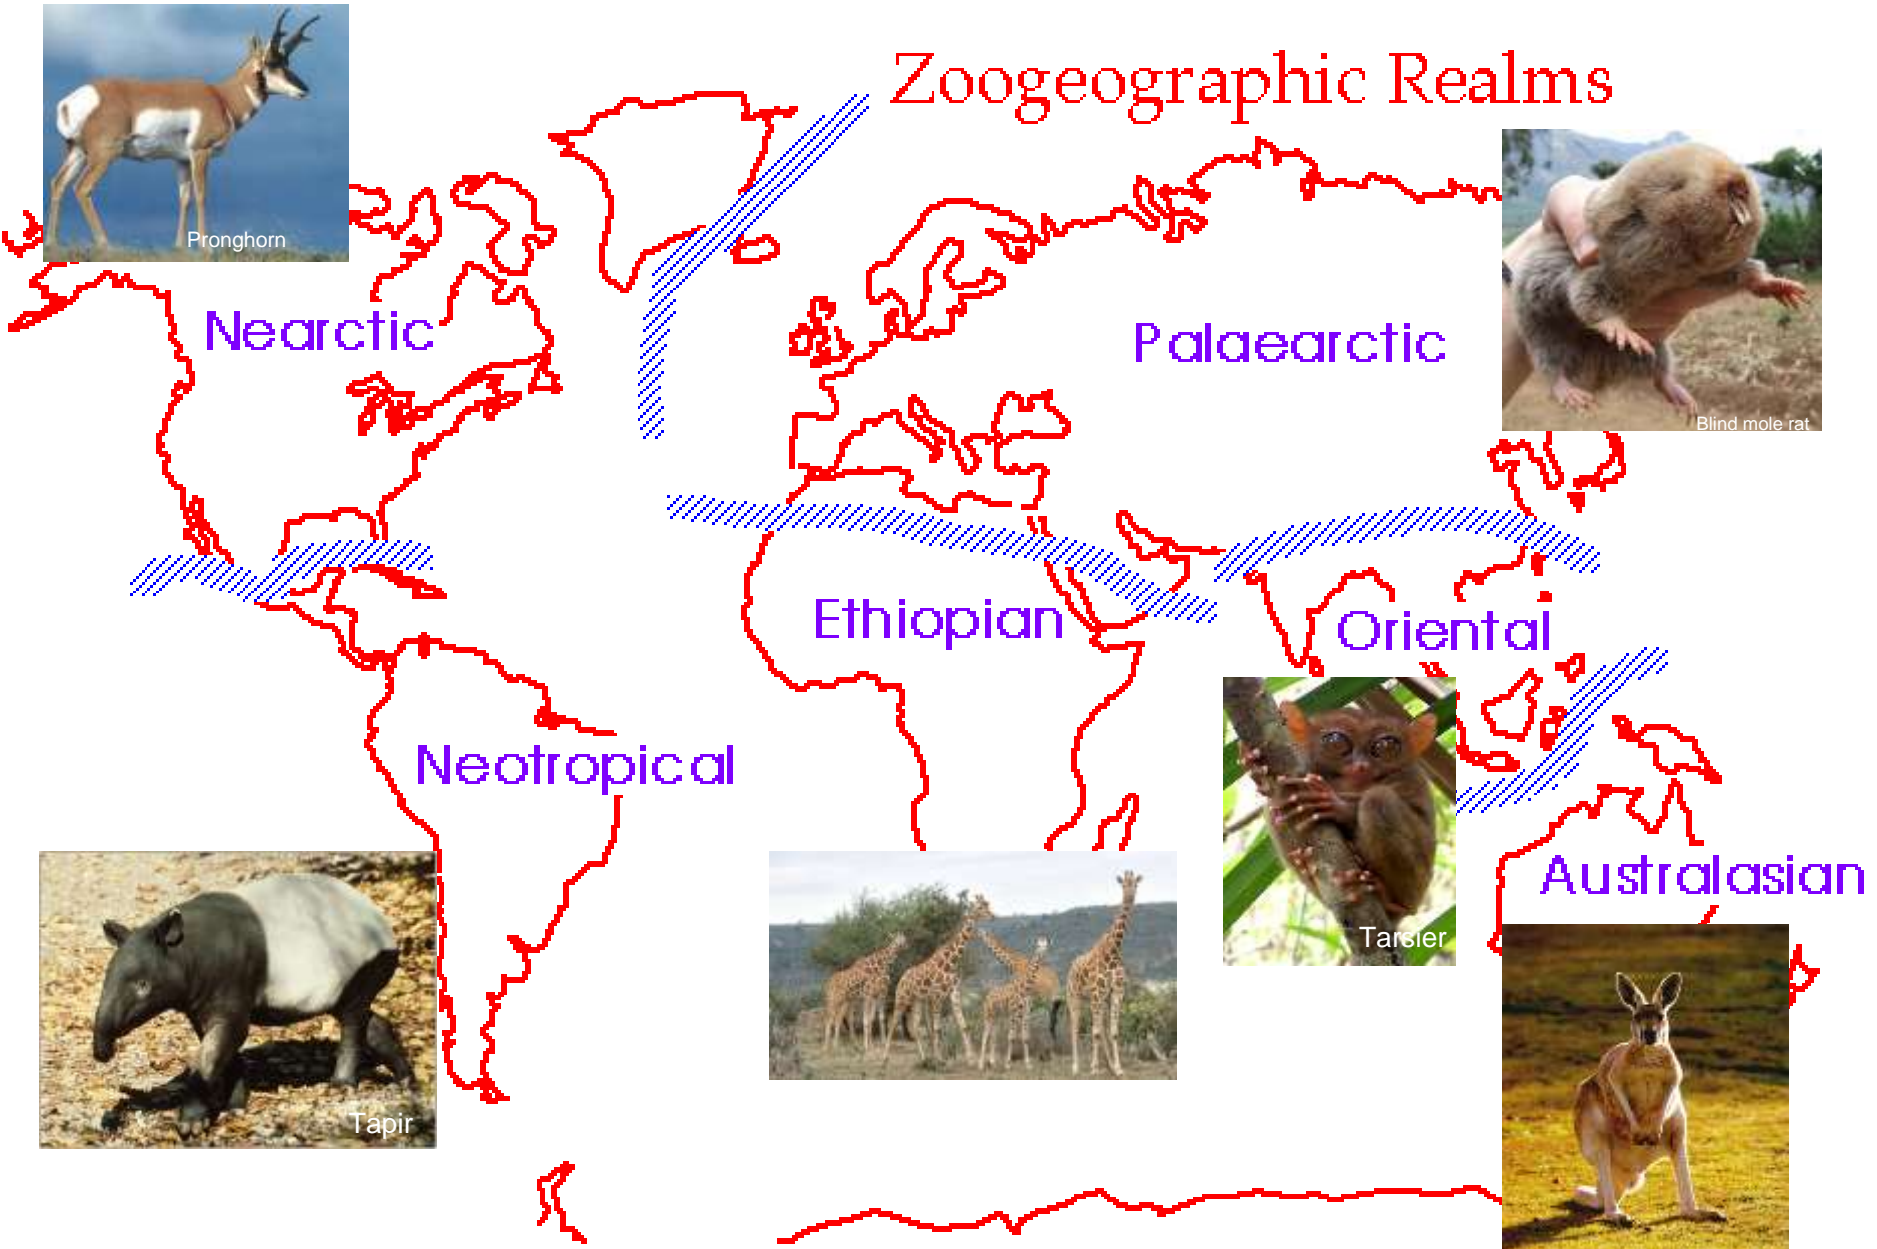 Zoogeographic Realms
Pronghorn
Nearctic
Palaearctic
Blind mole rat
Ethiopian
Oriental
Neotropical
Tarsier
Australasian
Tapir